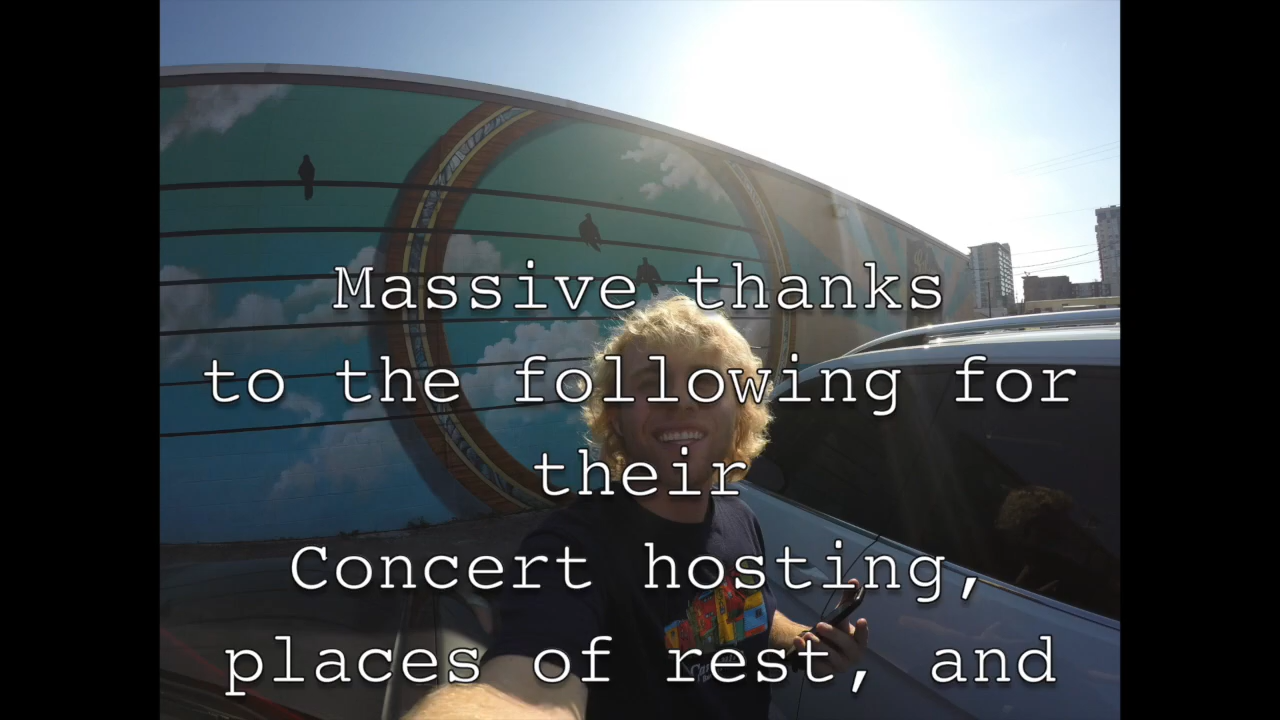 Massive thanks
to the following for
their
Concert hosting,
places of rest, and